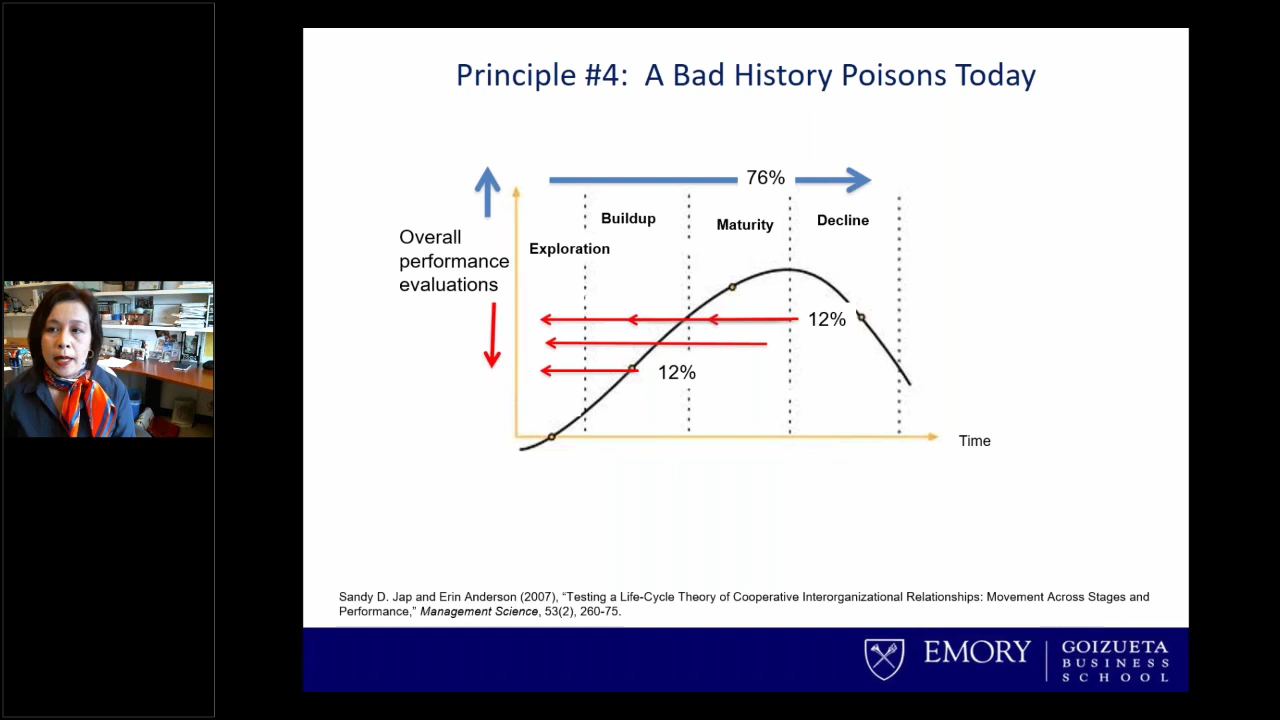 Principle #4:  A Bad History Poisons Today
76%
Buildup
Maturity
Decline
Exploration
Overall
performance
evaluations
12%
12%
Time
Sandy D. Jap and Erin Anderson (2007), “Testing a Life-Cycle Theory of Cooperative Interorganizational Relationships: Movement Across Stages and
Performance,” Management Science, 53(2), 260-75.
EMORY
GOIZUETA
BUSINESS
SCHOOL